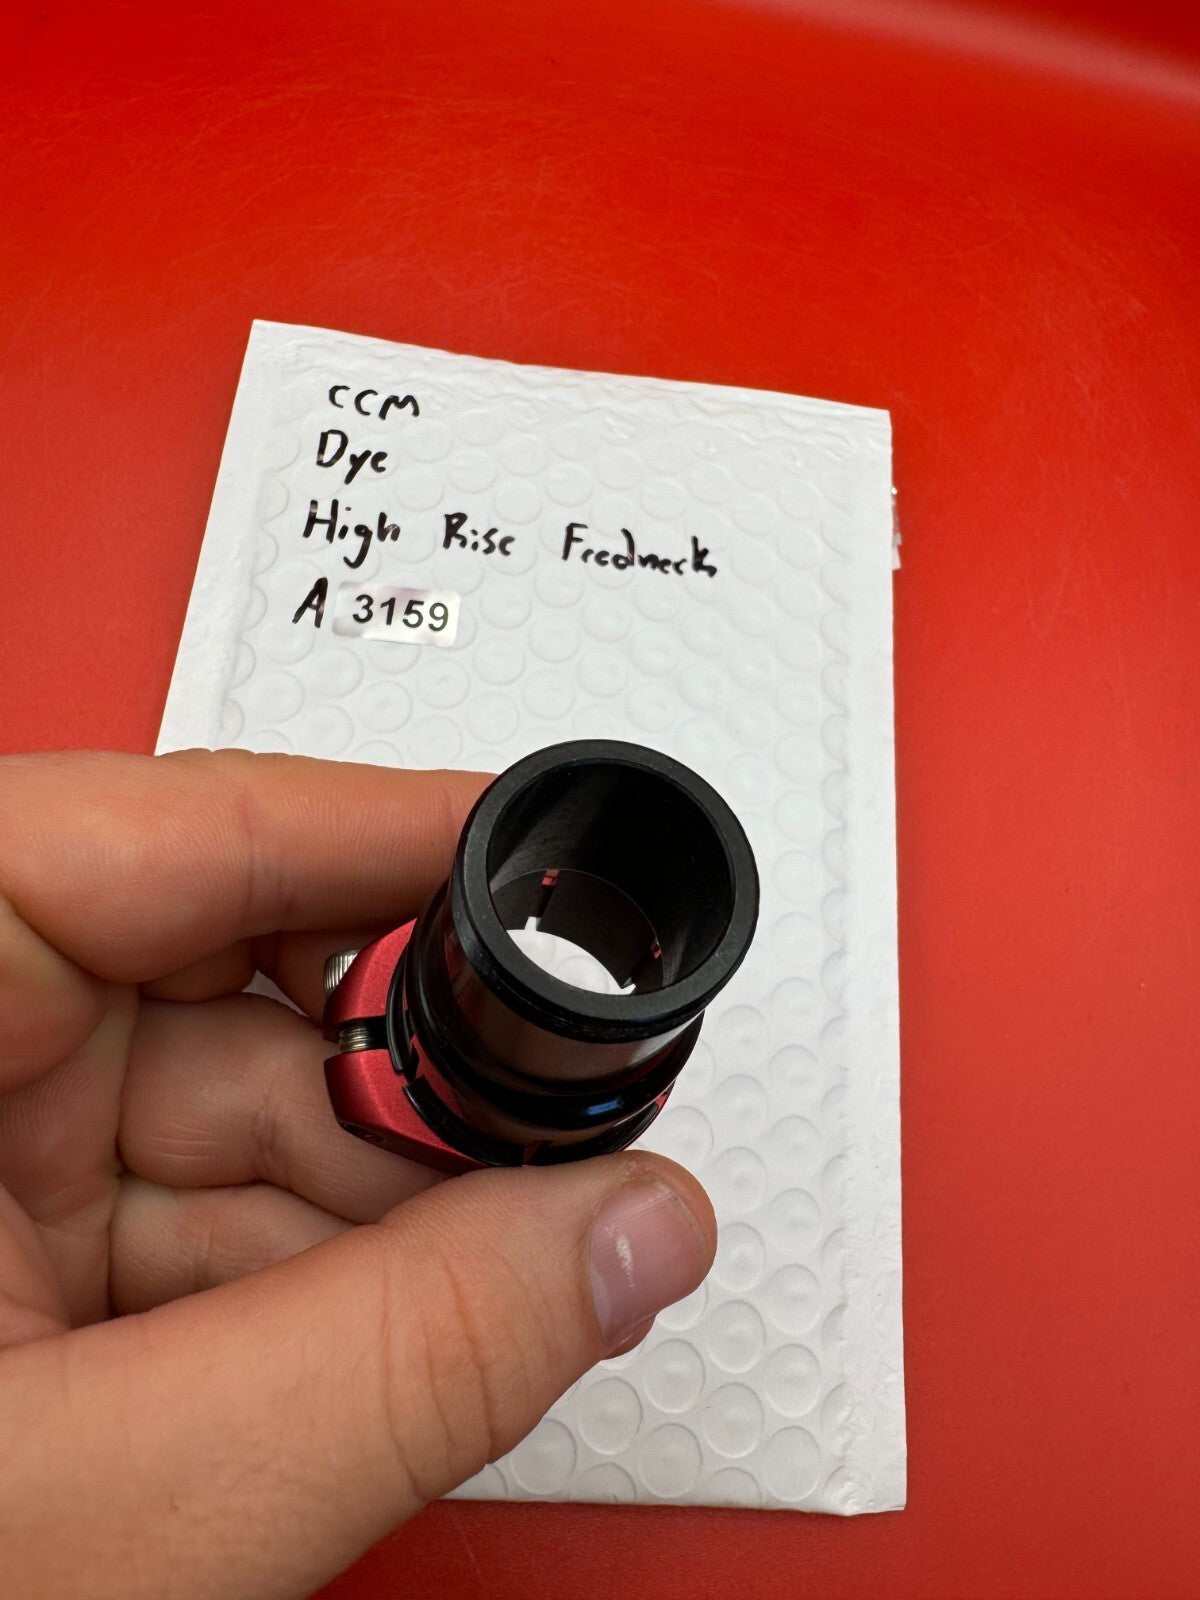 CCM
Dye
High Rise Feedneck
A 3159